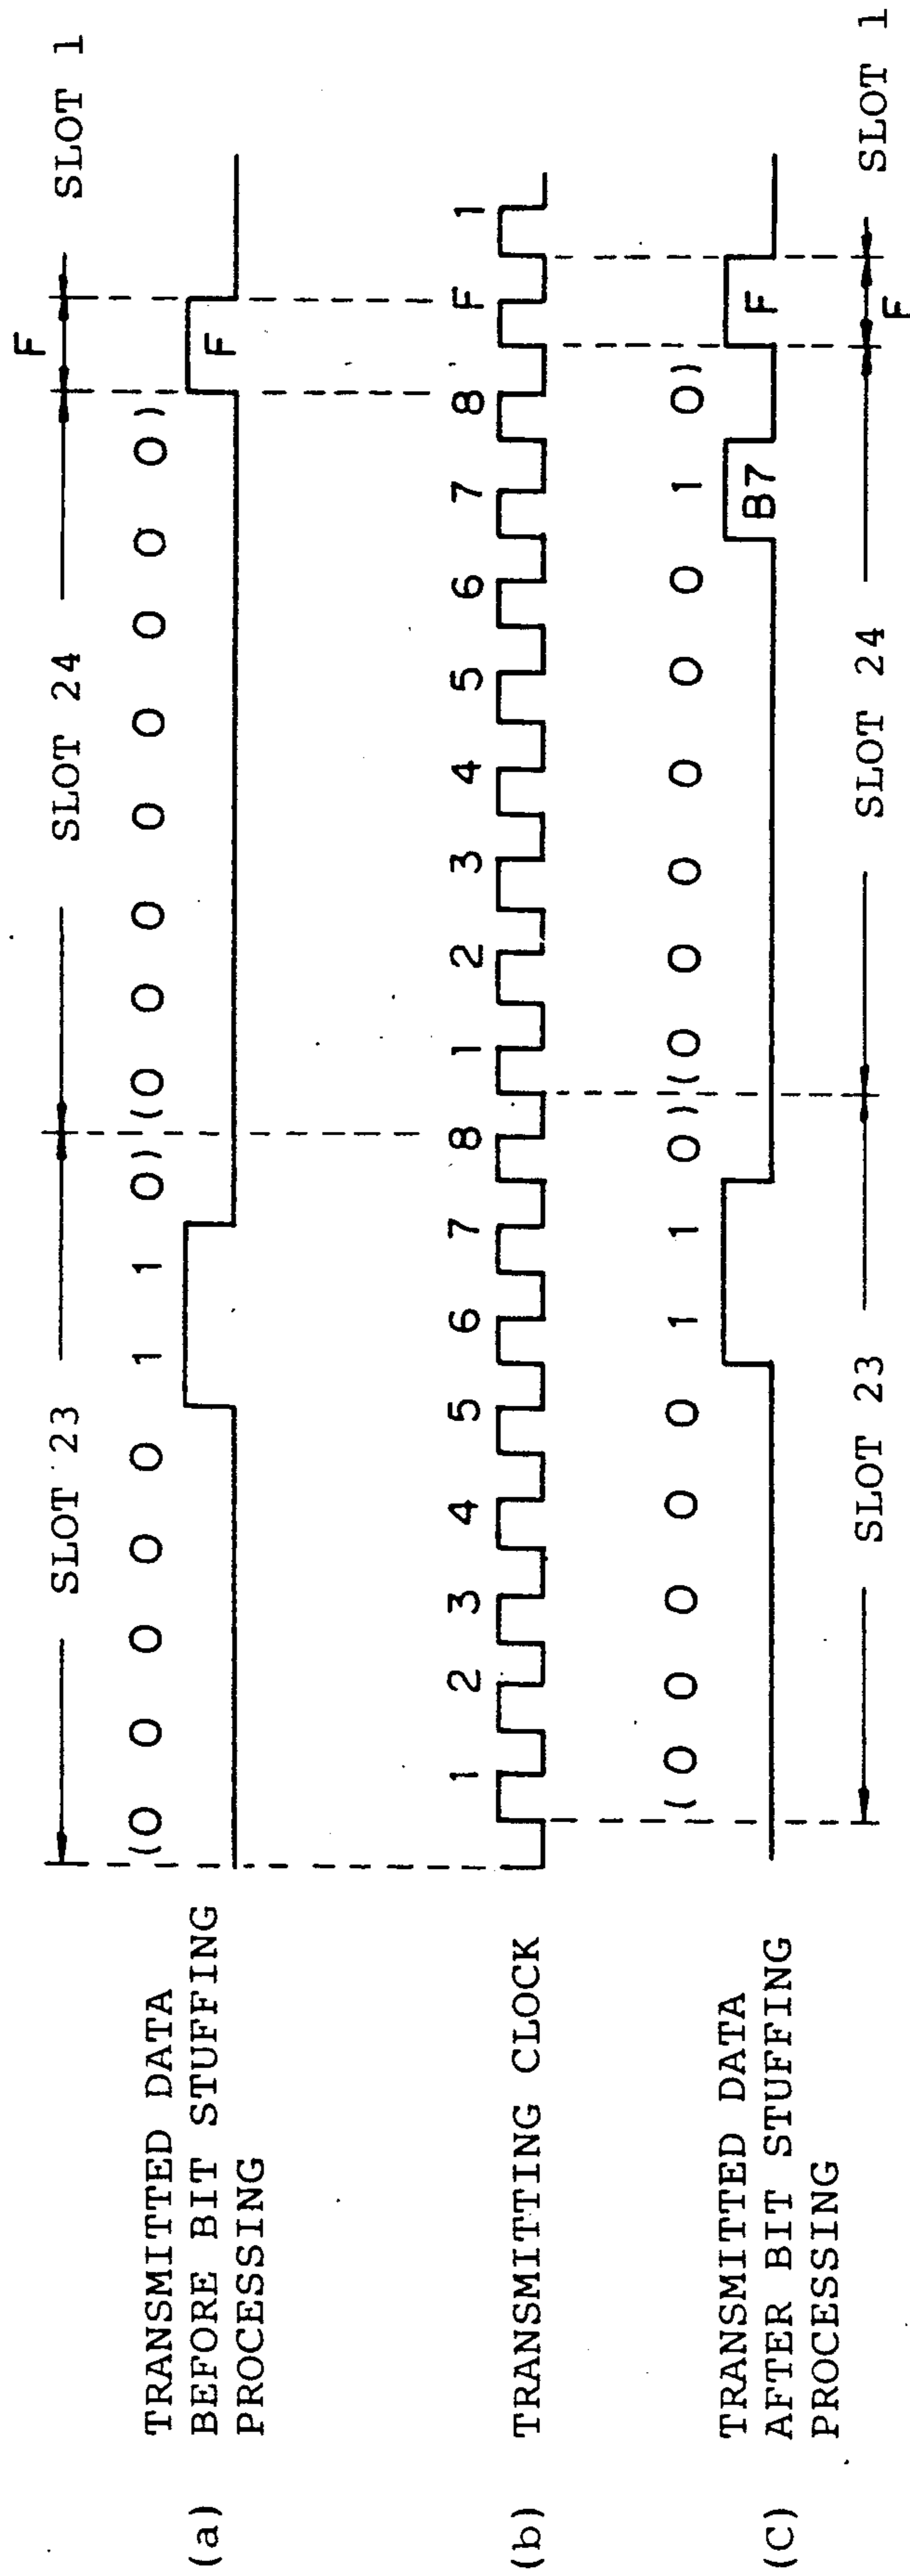 F
SLOT 23 SLOT 24 SLOT 1
(0 0 0 0 0 1 1 0) (0 0 0 0 0 0 0 0)
F
(a) TRANSMITTED DATA
BEFORE BIT STUFFING
PROCESSING
1 2 3 4 5 6 7 8 1 2 3 4 5 6 7 8 F 1
(b) TRANSMITTING CLOCK
(0 0 0 0 0 1 1 0) (0 0 0 0 0 0 1 0)
B7 F
(C) TRANSMITTED DATA
AFTER BIT STUFFING
PROCESSING
SLOT 23 SLOT 24 SLOT 1
F